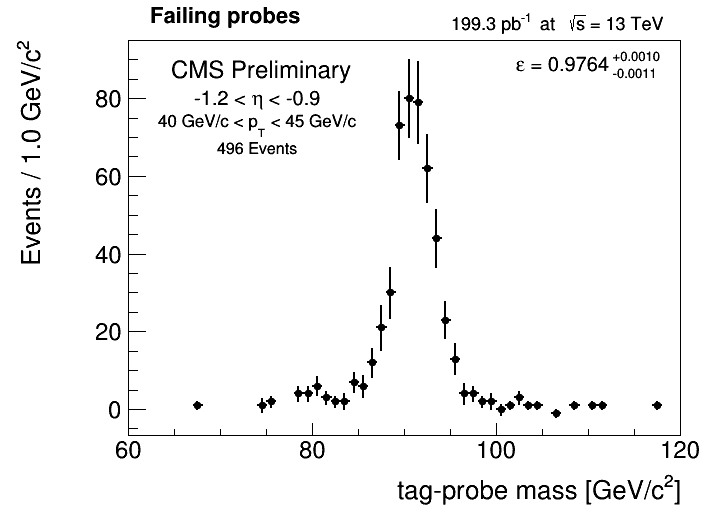 Failing probes
199.3 pb⁻¹ at √s = 13 TeV
CMS Preliminary
-1.2 < η < -0.9
40 GeV/c < p_T < 45 GeV/c
496 Events
ε = 0.9764 +0.0010 -0.0011
Events / 1.0 GeV/c²
80
60
40
20
0
60 80 100 120
tag-probe mass [GeV/c²]